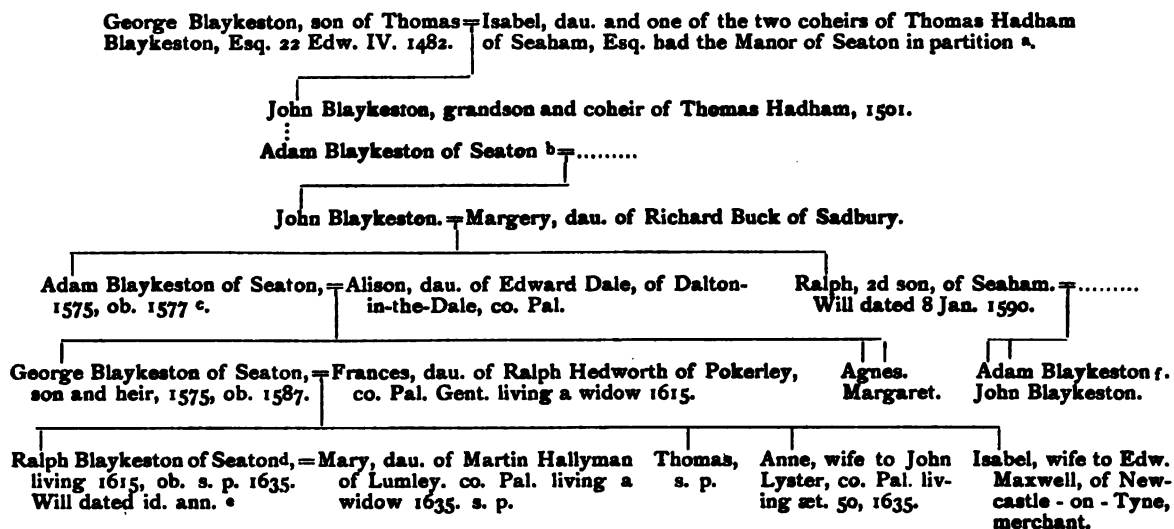 George Blaykeston, son of Thomas = Isabel, dau. and one of the two coheirs of Thomas Hadham
Blaykeston, Esq. 22 Edw. IV. 1482. of Seaham, Esq. had the Manor of Seaton in partition a.
John Blaykeston, grandson and coheir of Thomas Hadham, 1501.
Adam Blaykeston of Seaton b = .........
John Blaykeston. = Margery, dau. of Richard Buck of Sadbury.
Adam Blaykeston of Seaton, = Alison, dau. of Edward Dale, of Dalton- Ralph, 2d son, of Seaham. = .........
1575, ob. 1577 c. in-the-Dale, co. Pal. Will dated 8 Jan. 1590.
George Blaykeston of Seaton, = Frances, dau. of Ralph Hedworth of Pokerley, Agnes. Adam Blaykeston f.
son and heir, 1575, ob. 1587. co. Pal. Gent. living a widow 1615. Margaret. John Blaykeston.
Ralph Blaykeston of Seaton d, = Mary, dau. of Martin Hallyman Thomas, Anne, wife to John Isabel, wife to Edw.
living 1615, ob. s. p. 1635. of Lumley. co. Pal. living a s. p. Lyster, co. Pal. liv- Maxwell, of New-
Will dated id. ann. e widow 1635. s. p. ing æt. 50, 1635. castle - on - Tyne,
merchant.